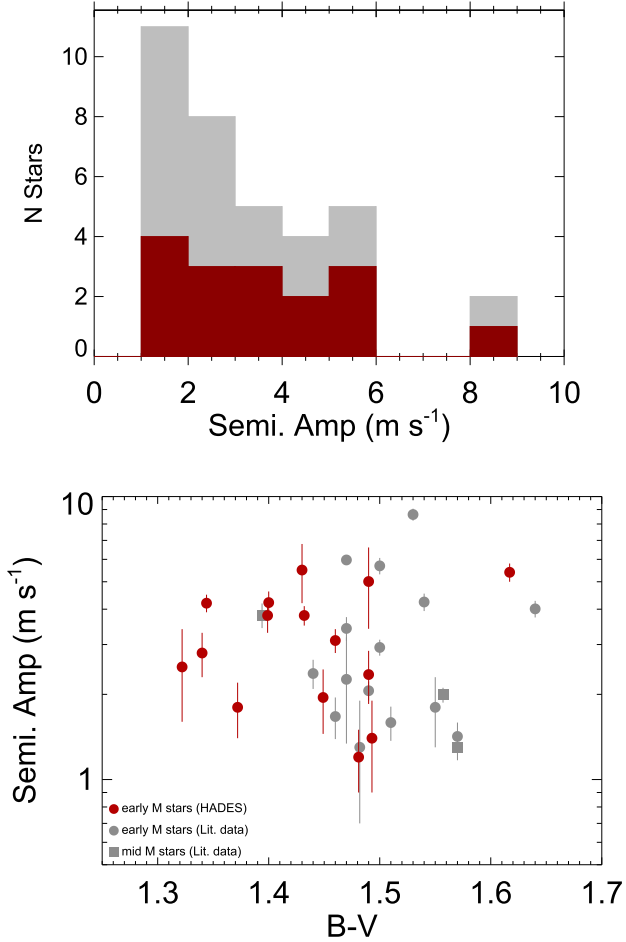 10
8
6
4
2
0
N Stars
0 2 4 6 8 10
Semi. Amp (m s⁻¹)
10
1
Semi. Amp (m s⁻¹)
early M stars (HADES)
early M stars (Lit. data)
mid M stars (Lit. data)
1.3 1.4 1.5 1.6 1.7
B-V